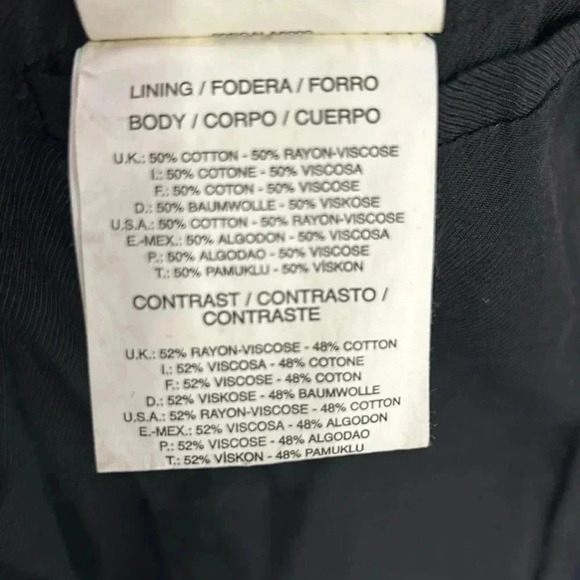 LINING / FODERA / FORRO
BODY / CORPO / CUERPO
U.K.: 50% COTTON - 50% RAYON-VISCOSE
I.: 50% COTONE - 50% VISCOSA
F.: 50% COTON - 50% VISCOSE
D.: 50% BAUMWOLLE - 50% VISKOSE
U.S.A.: 50% COTTON - 50% RAYON-VISCOSE
E.-MEX.: 50% ALGODON - 50% VISCOSA
P.: 50% ALGODAO - 50% VISCOSE
T.: 50% PAMUKLU - 50% VİSKON
CONTRAST / CONTRASTO /
CONTRASTE
U.K.: 52% RAYON-VISCOSE - 48% COTTON
I.: 52% VISCOSA - 48% COTONE
F.: 52% VISCOSE - 48% COTON
D.: 52% VISKOSE - 48% BAUMWOLLE
U.S.A.: 52% RAYON-VISCOSE - 48% COTTON
E.-MEX.: 52% VISCOSA - 48% ALGODON
P.: 52% VISCOSE - 48% ALGODAO
T.: 52% VİSKON - 48% PAMUKLU